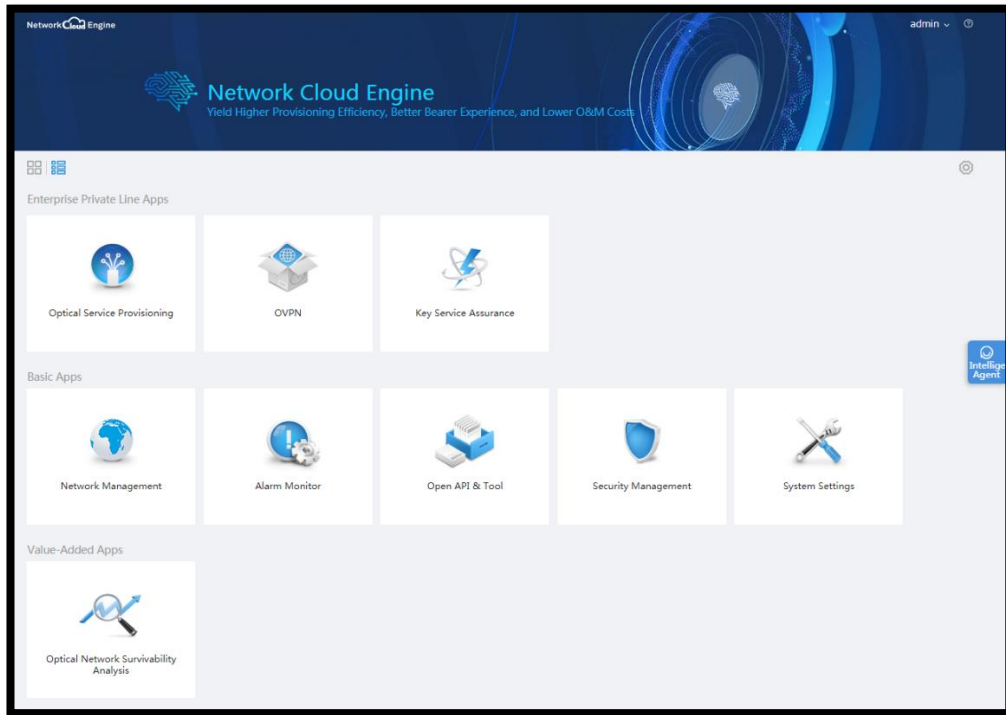 Network Cloud Engine
admin
Network Cloud Engine
Yield Higher Provisioning Efficiency, Better Bearer Experience, and Lower O&M Costs
Enterprise Private Line Apps
Optical Service Provisioning
OVPN
Key Service Assurance
Intellige
Agent
Basic Apps
Network Management
Alarm Monitor
Open API & Tool
Security Management
System Settings
Value-Added Apps
Optical Network Survivability
Analysis